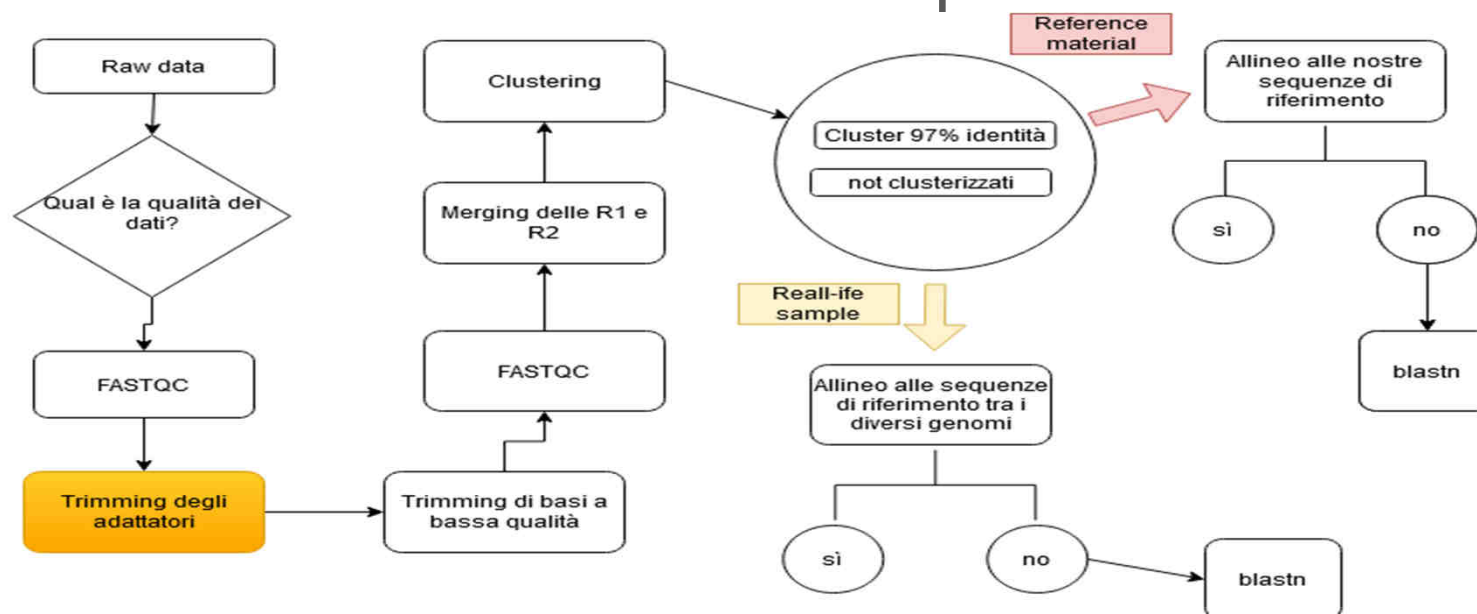 Raw data
Qual è la qualità dei
dati?
FASTQC
Trimming degli
adattatori
Trimming di basi a
bassa qualità
FASTQC
Merging delle R1 e
R2
Clustering
Cluster 97% identità
not clusterizzati
Reference
material
Allineo alle nostre
sequenze di
riferimento
sì
no
blastn
Reall-ife
sample
Allineo alle sequenze
di riferimento tra i
diversi genomi
sì
no
blastn